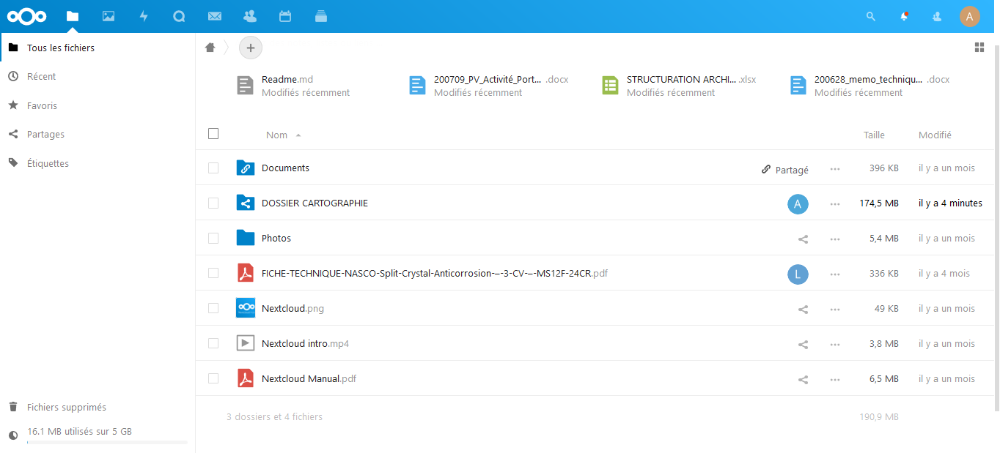 A
Tous les fichiers
Récent
Favoris
Partages
Étiquettes
Fichiers supprimés
16.1 MB utilisés sur 5 GB
Readme.md
Modifiés récemment
200709_PV_Activité_Port... .docx
Modifiés récemment
STRUCTURATION ARCHI... .xlsx
Modifiés récemment
200628_memo_techniqu... .docx
Modifiés récemment
Nom Taille Modifié
Documents Partagé ... 396 KB il y a un mois
DOSSIER CARTOGRAPHIE A ... 174,5 MB il y a 4 minutes
Photos ... 5,4 MB il y a un mois
FICHE-TECHNIQUE-NASCO-Split-Crystal-Anticorrosion-–-3-CV-–-MS12F-24CR.pdf L ... 336 KB il y a 4 mois
Nextcloud.png ... 49 KB il y a un mois
Nextcloud intro.mp4 ... 3,8 MB il y a un mois
Nextcloud Manual.pdf ... 6,5 MB il y a un mois
3 dossiers et 4 fichiers 190,9 MB